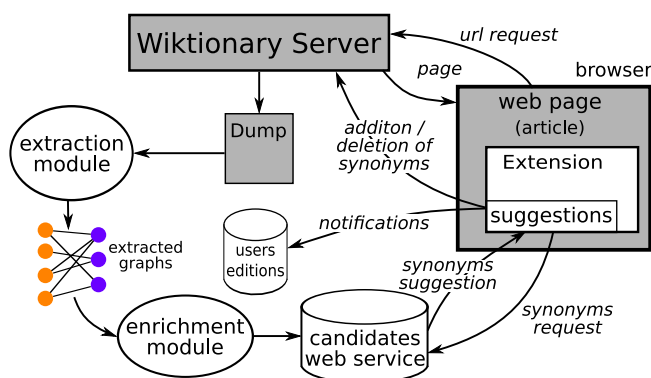 Wiktionary Server
url request
page
browser
web page
(article)
Extension
suggestions
additon /
deletion of
synonyms
Dump
extraction
module
extracted
graphs
notifications
users
editions
synonyms
suggestion
synonyms
request
enrichment
module
candidates
web service